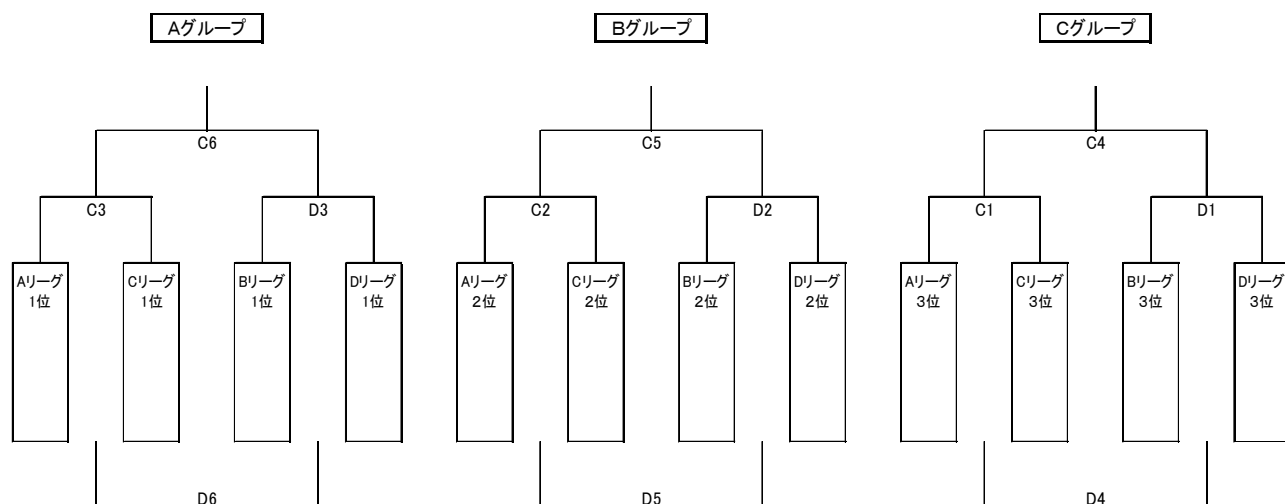 Aグループ
Bグループ
Cグループ
C6
C5
C4
C3
D3
C2
D2
C1
D1
Aリーグ
1位
Cリーグ
1位
Bリーグ
1位
Dリーグ
1位
Aリーグ
2位
Cリーグ
2位
Bリーグ
2位
Dリーグ
2位
Aリーグ
3位
Cリーグ
3位
Bリーグ
3位
Dリーグ
3位
D6
D5
D4